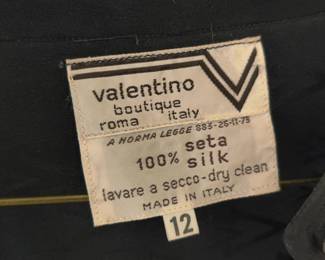 valentino
boutique
roma italy
A NORMA LEGGE 883-26-11-73
100% seta
silk
lavare a secco-dry clean
MADE IN ITALY
12